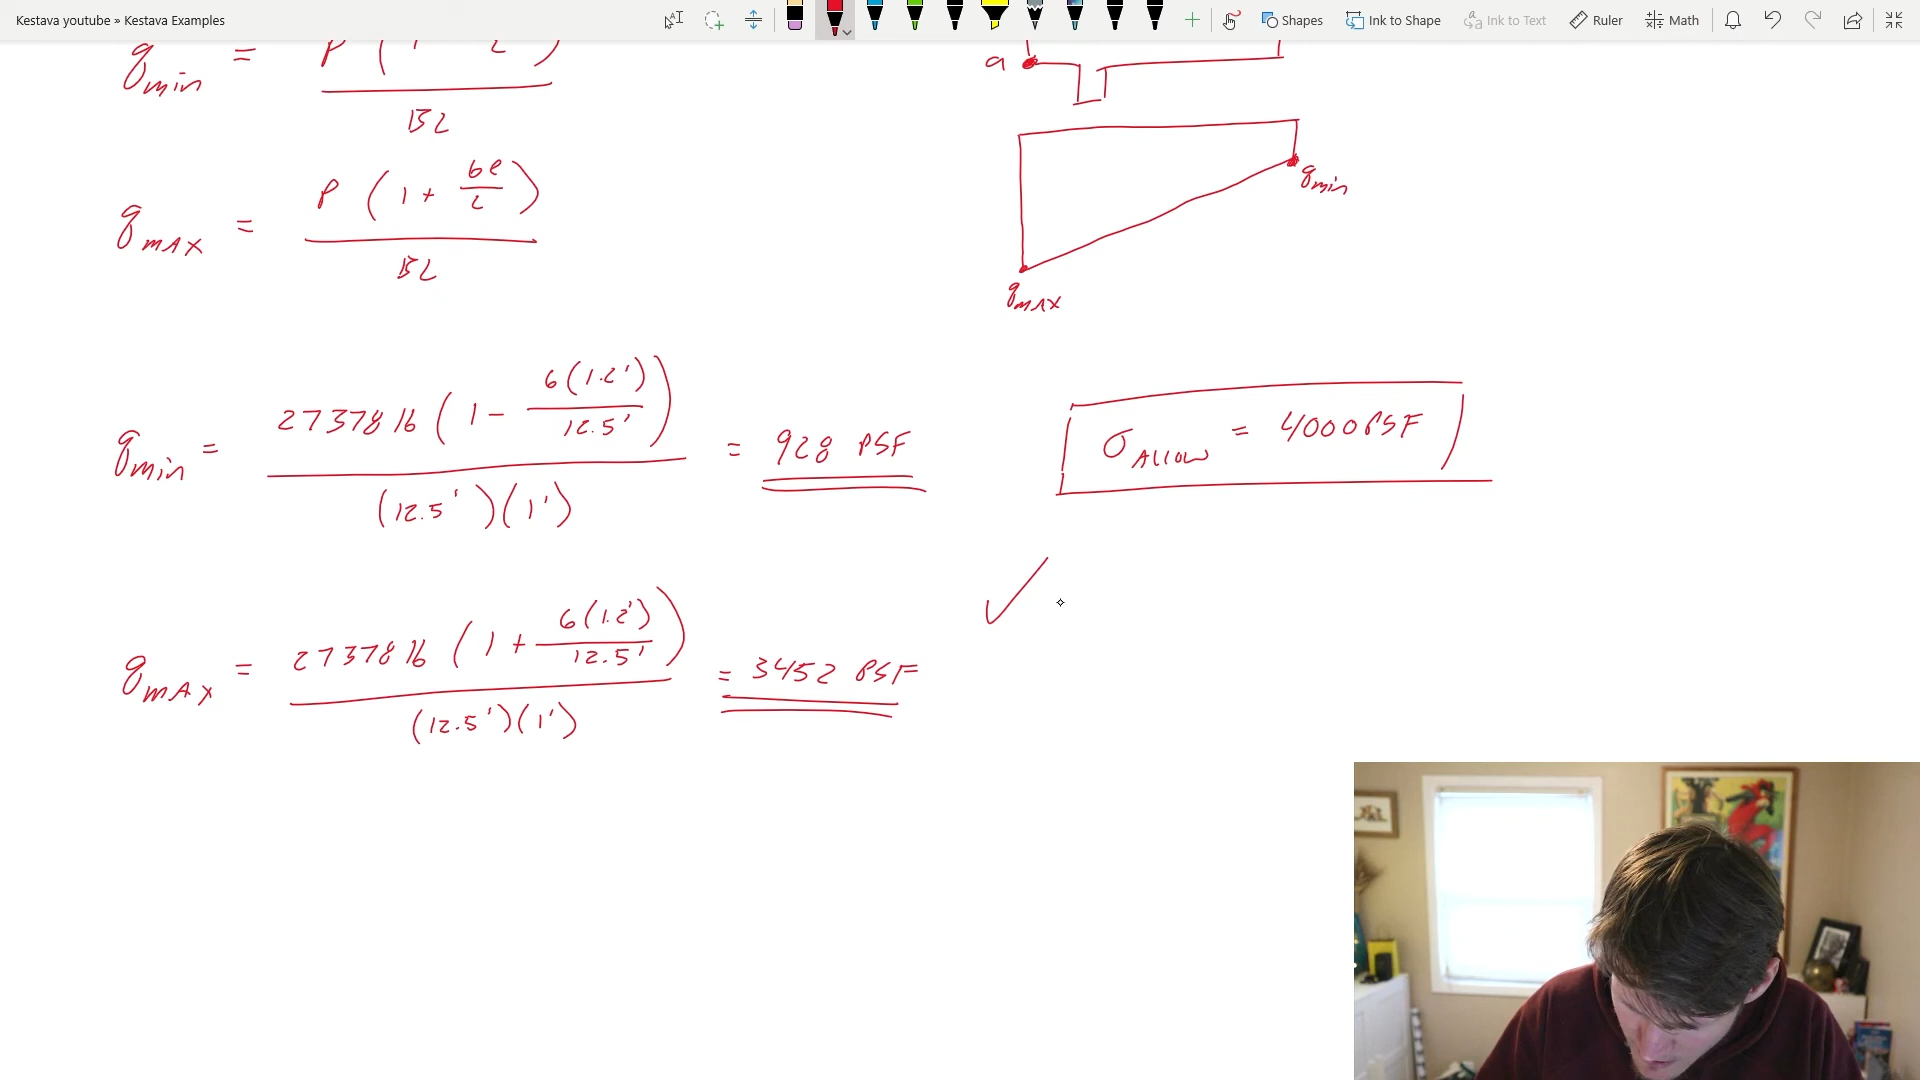 Kestava youtube » Kestava Examples
Shapes
Ink to Shape
Ink to Text
Ruler
Math
qmin = P ( 1 - L )
BL
a
qmin
qMAX
qMAX = P ( 1 + 6e / L )
BL
qmin = 27378 lb ( 1 - 6(1.2') / 12.5' ) = 928 PSF
(12.5')(1')
σALLOW = 4000PSF
qMAX = 27378 lb ( 1 + 6(1.2') / 12.5' ) = 3452 PSF
(12.5')(1')